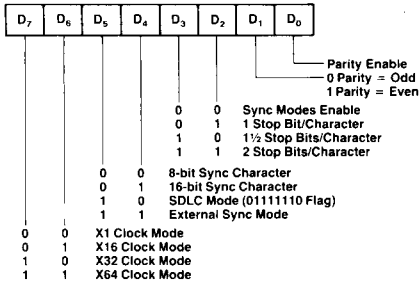 D7 D6 D5 D4 D3 D2 D1 D0
Parity Enable
0 Parity = Odd
1 Parity = Even
0 0 Sync Modes Enable
0 1 1 Stop Bit/Character
1 0 1½ Stop Bits/Character
1 1 2 Stop Bits/Character
0 0 8-bit Sync Character
0 1 16-bit Sync Character
1 0 SDLC Mode (01111110 Flag)
1 1 External Sync Mode
0 0 X1 Clock Mode
0 1 X16 Clock Mode
1 0 X32 Clock Mode
1 1 X64 Clock Mode